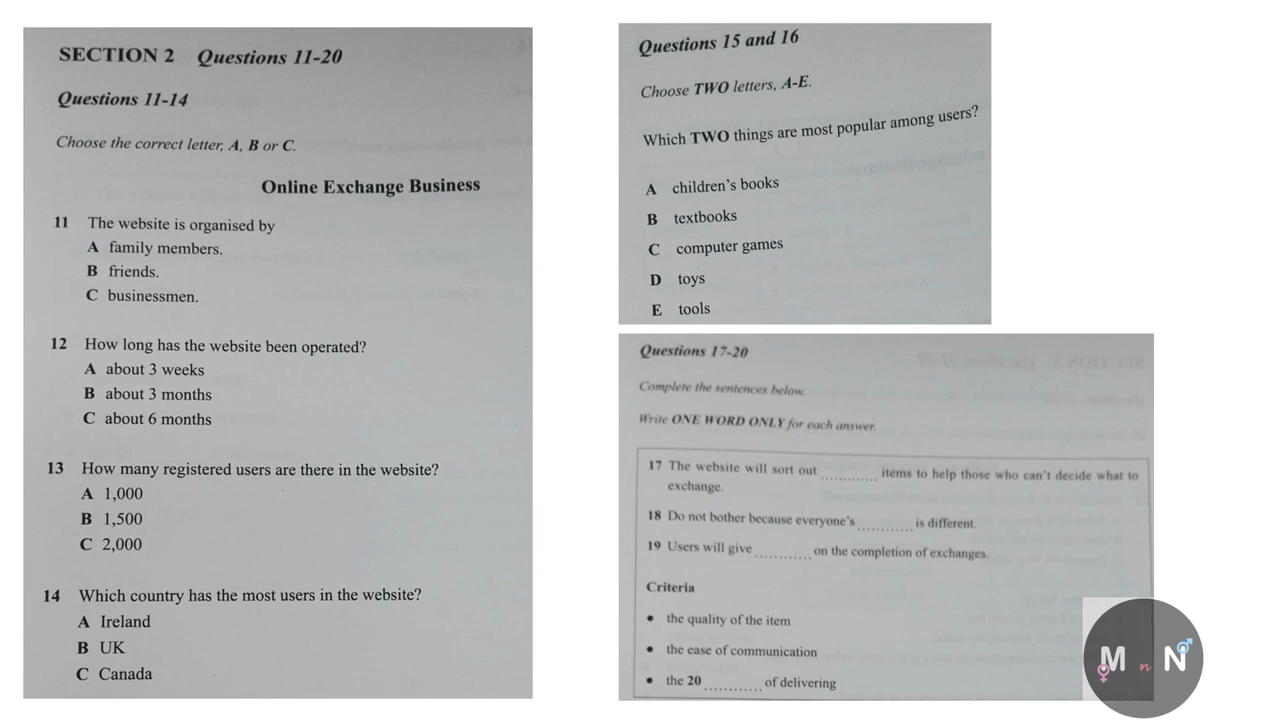 SECTION 2 Questions 11-20
Questions 11-14
Choose the correct letter, A, B or C.
Online Exchange Business
11 The website is organised by
A family members.
B friends.
C businessmen.
12 How long has the website been operated?
A about 3 weeks
B about 3 months
C about 6 months
13 How many registered users are there in the website?
A 1,000
B 1,500
C 2,000
14 Which country has the most users in the website?
A Ireland
B UK
C Canada
Questions 15 and 16
Choose TWO letters, A-E.
Which TWO things are most popular among users?
A children's books
B textbooks
C computer games
D toys
E tools
Questions 17-20
Complete the sentences below.
Write ONE WORD ONLY for each answer.
17 The website will sort out ............ items to help those who can't decide what to
exchange.
18 Do not bother because everyone's ............ is different.
19 Users will give ............ on the completion of exchanges.
Criteria
• the quality of the item
• the ease of communication
• the 20 ............ of delivering
M n N